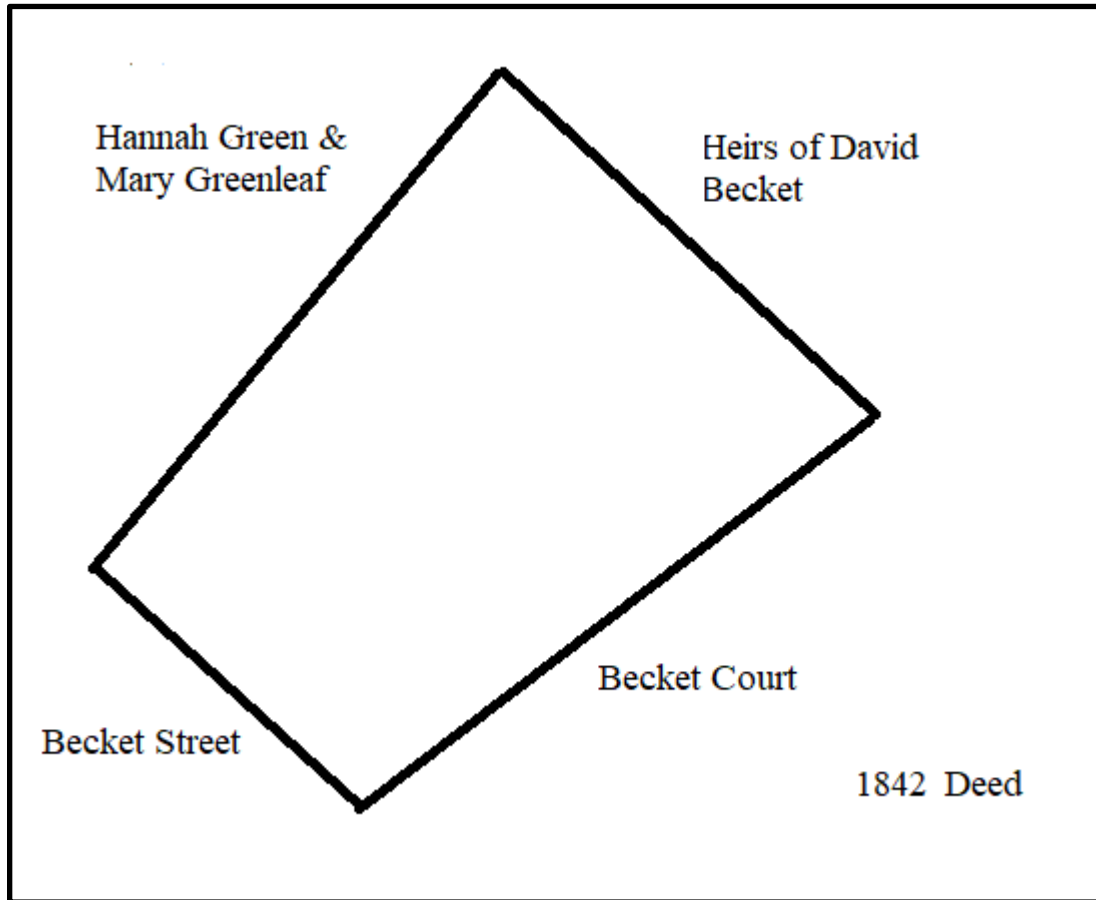 Hannah Green &
Mary Greenleaf
Heirs of David
Becket
Becket Court
Becket Street
1842 Deed